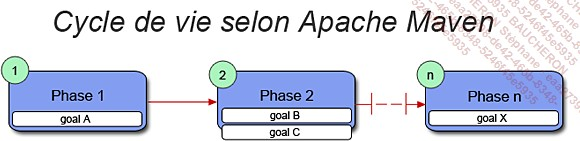 Cycle de vie selon Apache Maven
1
Phase 1
goal A
2
Phase 2
goal B
goal C
n
Phase n
goal X